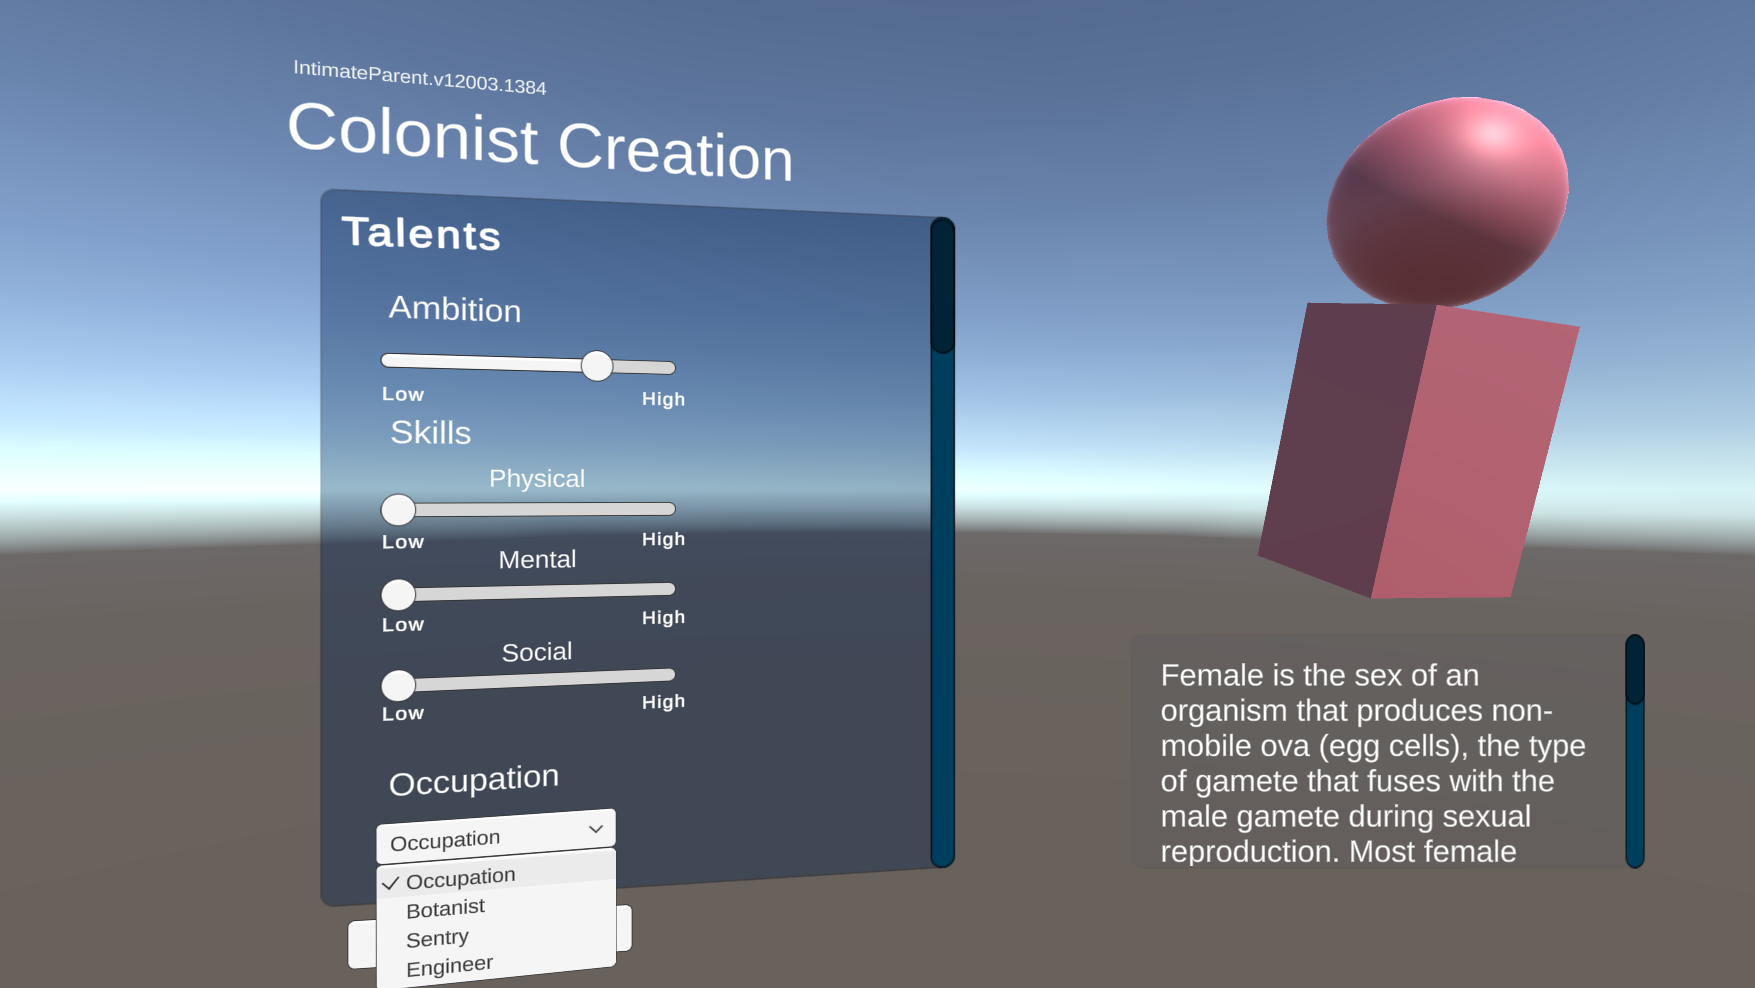 IntimateParent.v12003.1384
Colonist Creation
Talents
Ambition
Low High
Skills
Physical
Low High
Mental
Low High
Social
Low High
Occupation
Occupation
Occupation
Botanist
Sentry
Engineer
Female is the sex of an
organism that produces non-
mobile ova (egg cells), the type
of gamete that fuses with the
male gamete during sexual
reproduction. Most female